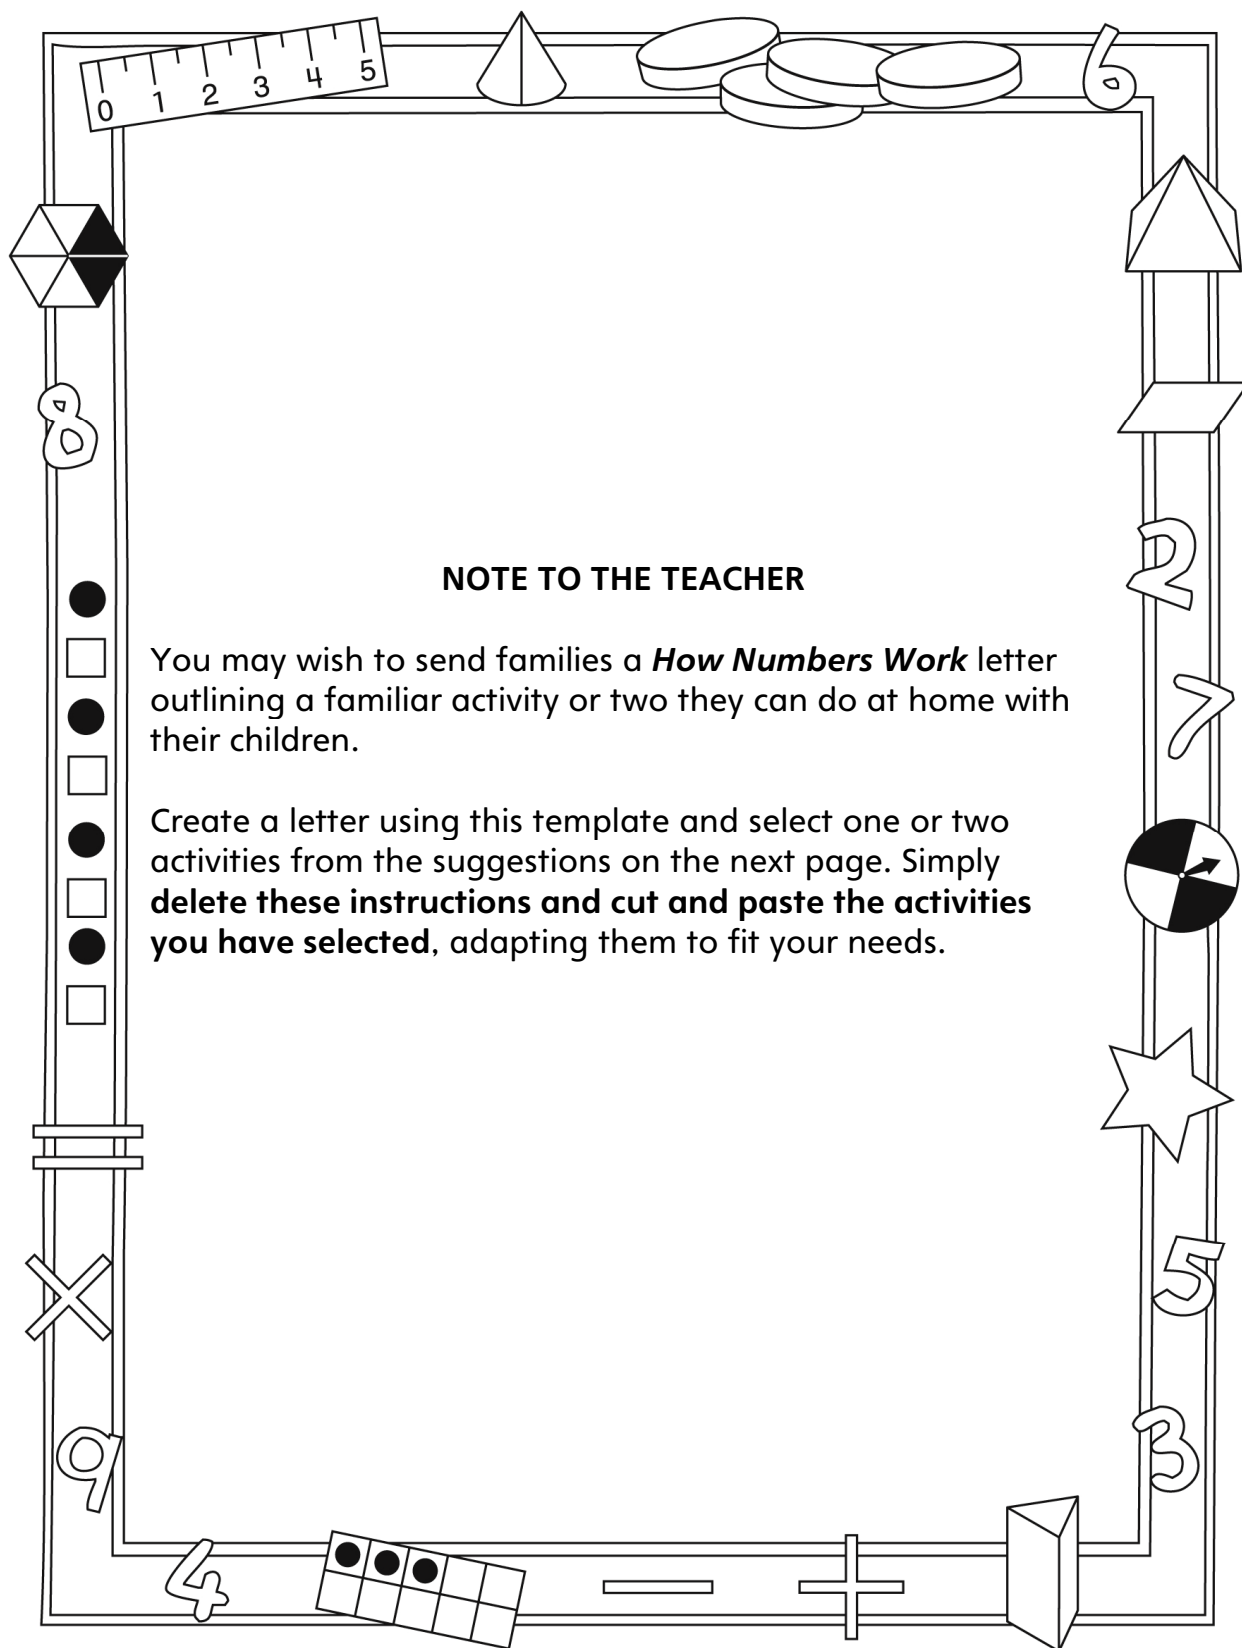 0 1 2 3 4 5
6
8
2
7
NOTE TO THE TEACHER
You may wish to send families a How Numbers Work letter
outlining a familiar activity or two they can do at home with
their children.
Create a letter using this template and select one or two
activities from the suggestions on the next page. Simply
delete these instructions and cut and paste the activities
you have selected, adapting them to fit your needs.
=
×
5
9
3
4
−
+